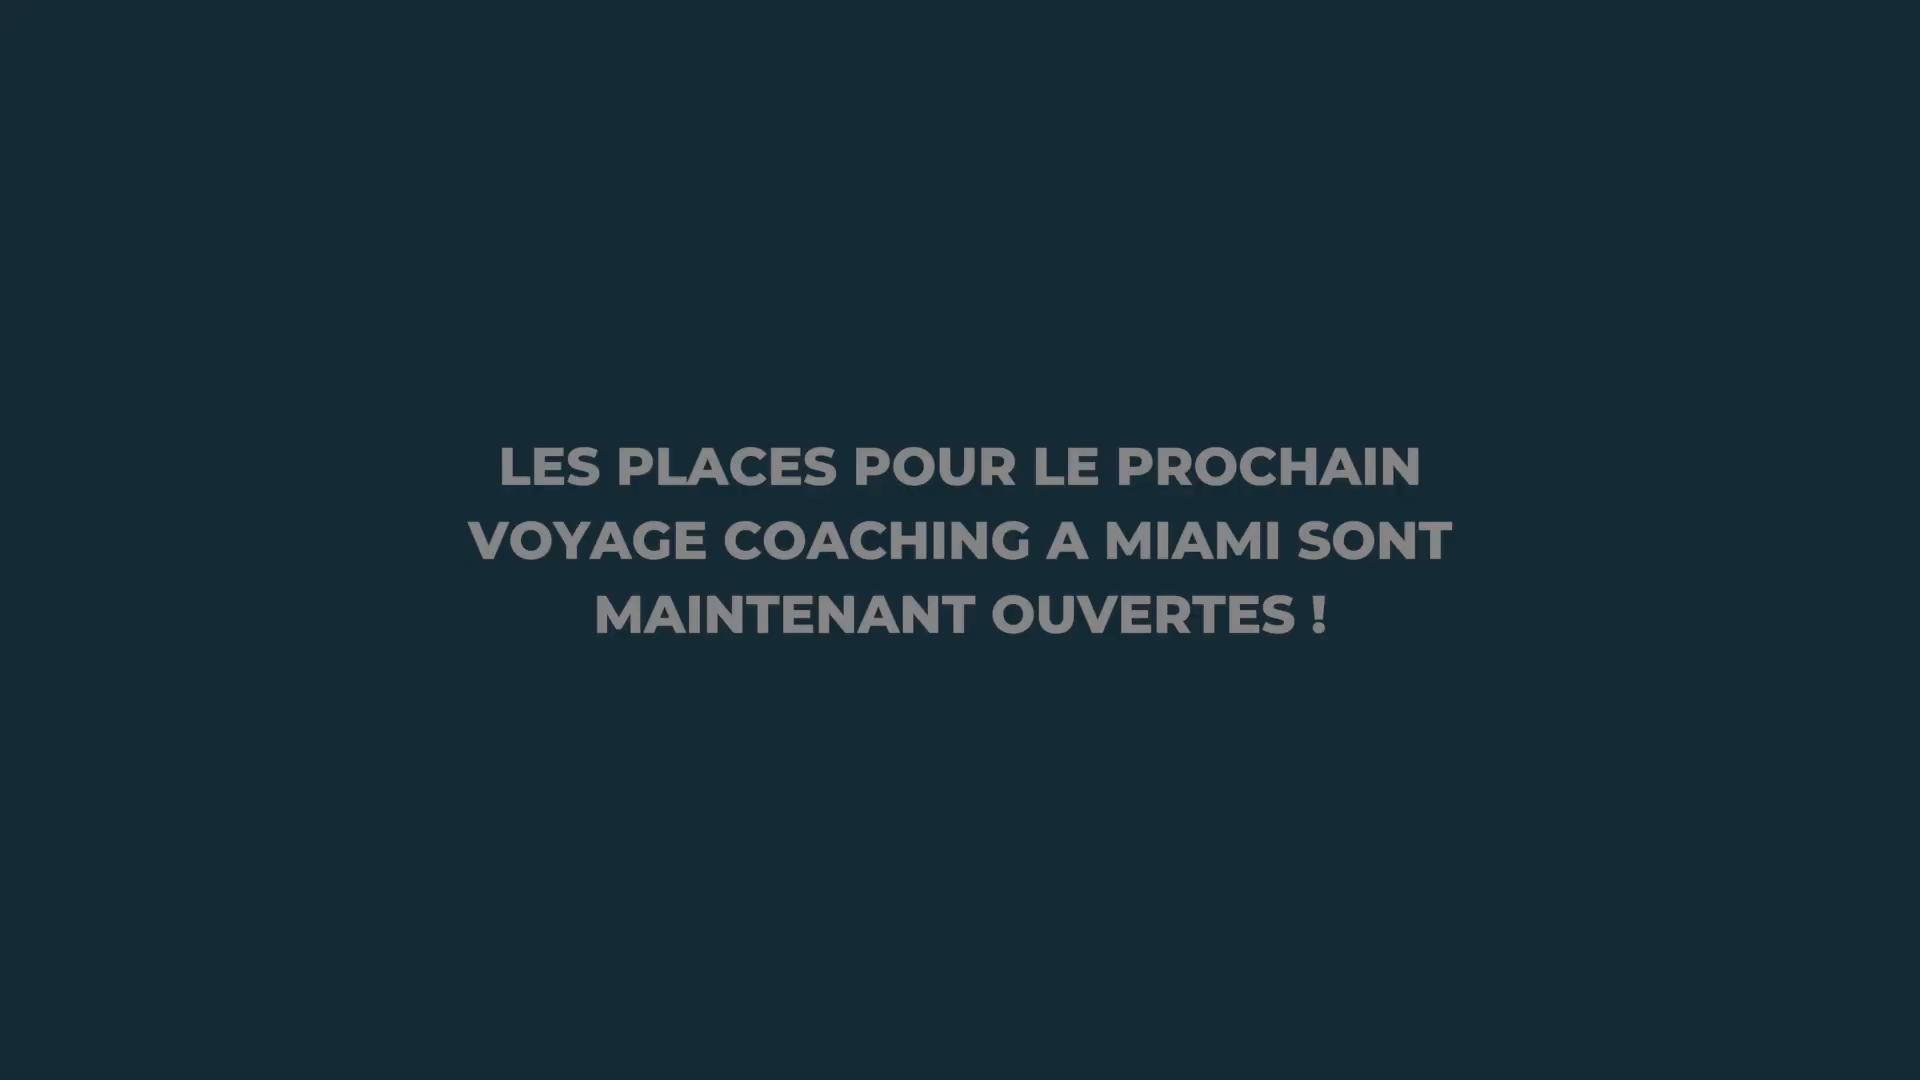 LES PLACES POUR LE PROCHAIN
VOYAGE COACHING A MIAMI SONT
MAINTENANT OUVERTES !